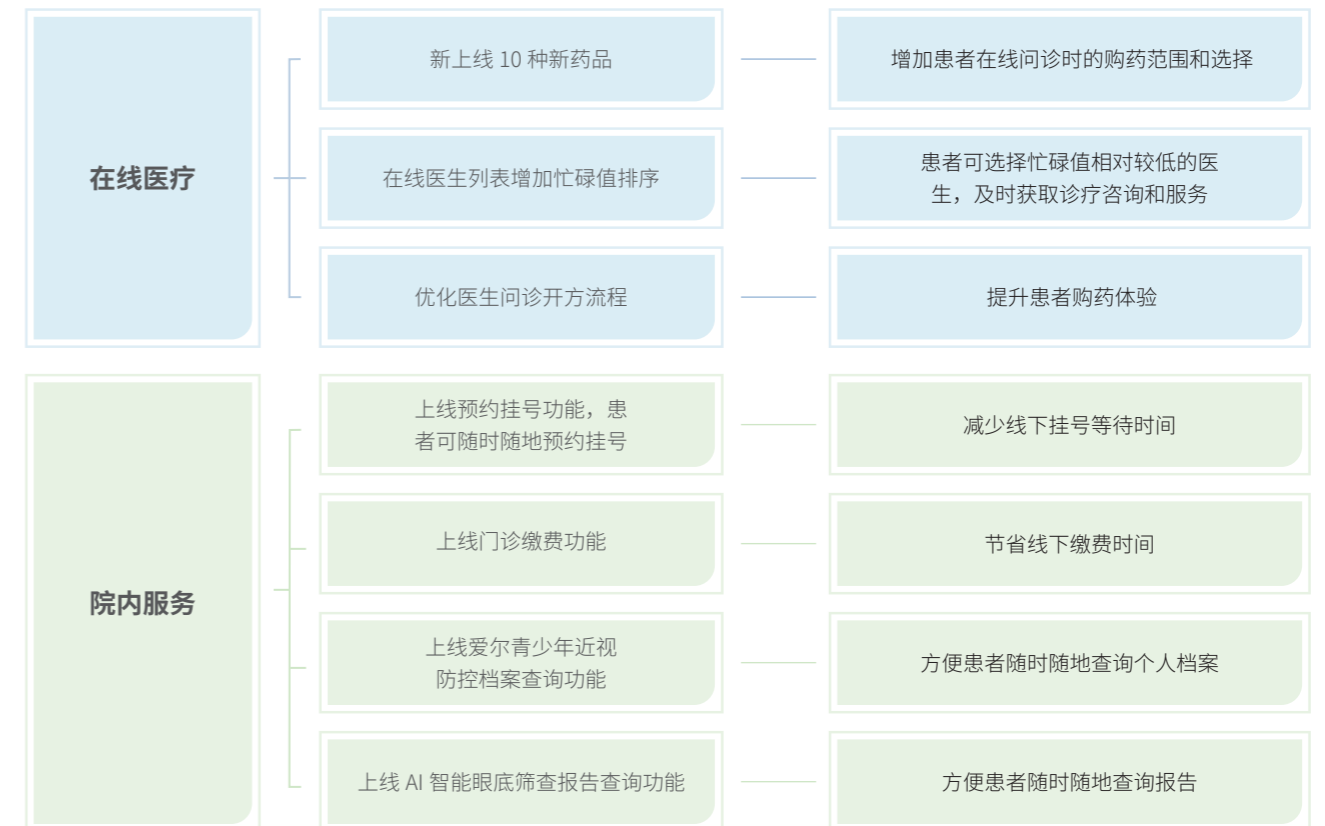 在线医疗
新上线 10 种新药品
增加患者在线问诊时的购药范围和选择
在线医生列表增加忙碌值排序
患者可选择忙碌值相对较低的医
生，及时获取诊疗咨询和服务
优化医生问诊开方流程
提升患者购药体验
院内服务
上线预约挂号功能，患
者可随时随地预约挂号
减少线下挂号等待时间
上线门诊缴费功能
节省线下缴费时间
上线爱尔青少年近视
防控档案查询功能
方便患者随时随地查询个人档案
上线 AI 智能眼底筛查报告查询功能
方便患者随时随地查询报告